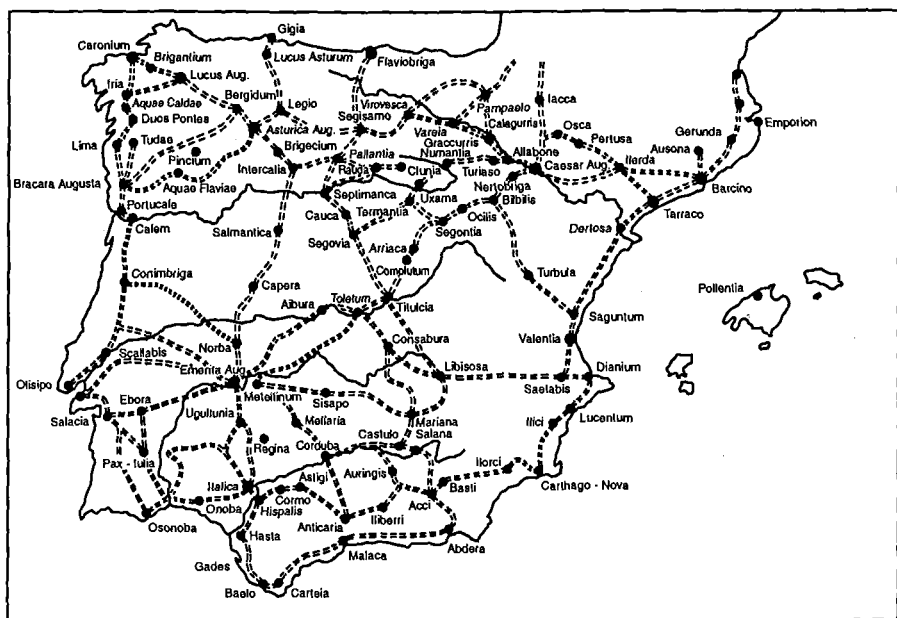 Gigia
Caronium
Brigantium
Lucus Asturum
Flaviobriga
Lucus Aug.
Iria
Bergidum
Legio
Virovesca
Pampaelo
Iacca
Aquae Caldae
Segisamo
Calagurris
Osca
Emporion
Duos Pontes
Asturica Aug.
Vareia
Pertusa
Gerunda
Graccurris
Lima
Tudae
Brigecium
Pallantia
Numantia
Allabone
Ausona
Pincium
Intercalia
Rauda
Clunia
Turiaso
Caesar Aug.
Ilerda
Bracara Augusta
Aquae Flaviae
Nertobriga
Septimanca
Uxama
Bilbilis
Barcino
Portucale
Cauca
Termantia
Ocilis
Tarraco
Calem
Salmantica
Segovia
Segontia
Dertosa
Arriaca
Conimbriga
Complutum
Turbula
Capera
Pollentia
Aibura
Toletum
Titulcia
Saguntum
Norba
Consabura
Valentia
Scallabis
Emerita Aug.
Libisosa
Dianium
Olisipo
Ebora
Metellinum
Saetabis
Sisapo
Salacia
Ugultunia
Mellaria
Mariana
Ilici
Lucentum
Regina
Castulo
Salaria
Pax - Iulia
Corduba
Auringis
Ilorci
Italica
Astigi
Basti
Carthago - Nova
Onoba
Cormo
Acci
Osonoba
Hispalis
Anticaria
Iliberri
Hasta
Abdera
Gades
Malaca
Baelo
Carteia